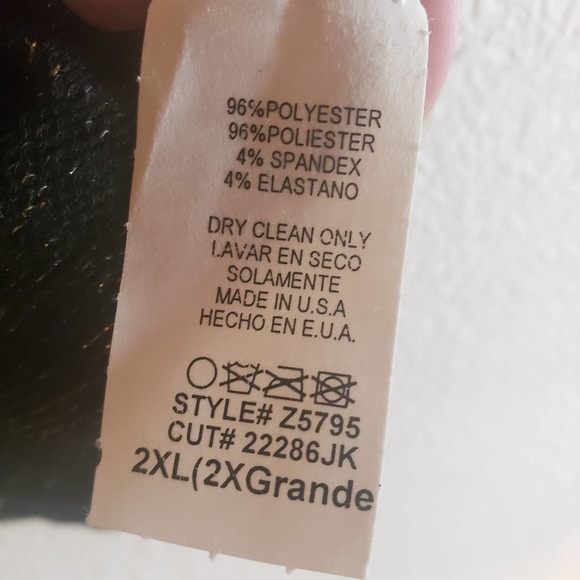 96%POLYESTER
96%POLIESTER
4% SPANDEX
4% ELASTANO
DRY CLEAN ONLY
LAVAR EN SECO
SOLAMENTE
MADE IN U.S.A
HECHO EN E.U.A.
STYLE# Z5795
CUT# 22286JK
2XL(2XGrande